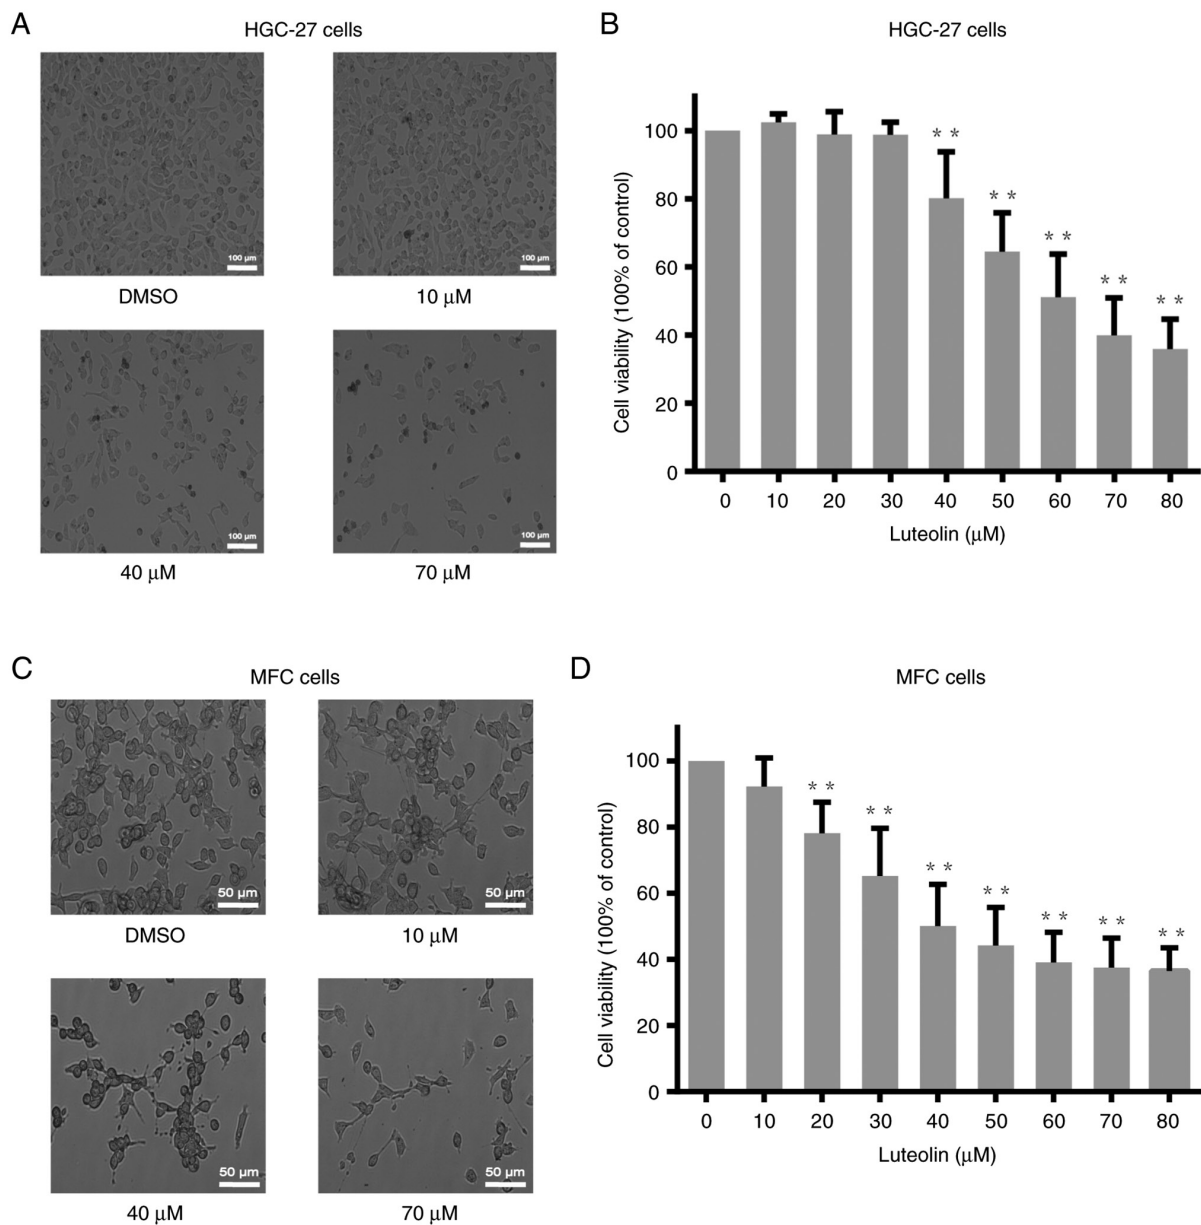 A
HGC-27 cells
100 μm
100 μm
DMSO
10 μM
100 μm
100 μm
40 μM
70 μM
B
HGC-27 cells
Cell viability (100% of control)
100
80
60
40
20
0
* *
* *
* *
* *
* *
0 10 20 30 40 50 60 70 80
Luteolin (μM)
C
MFC cells
50 μm
50 μm
DMSO
10 μM
50 μm
50 μm
40 μM
70 μM
D
MFC cells
Cell viability (100% of control)
100
80
60
40
20
0
* *
* *
* *
* *
* *
* *
* *
0 10 20 30 40 50 60 70 80
Luteolin (μM)